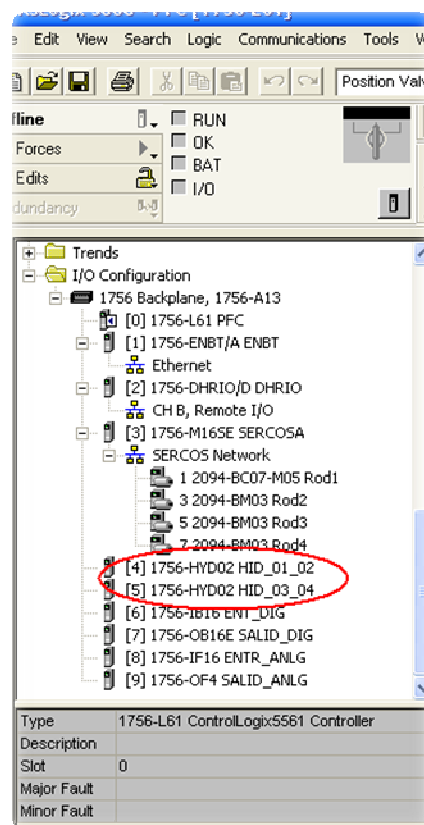 Edit View Search Logic Communications Tools
Position Valv
fline
RUN
OK
BAT
I/O
Forces
Edits
dundancy
Trends
I/O Configuration
1756 Backplane, 1756-A13
[0] 1756-L61 PFC
[1] 1756-ENBT/A ENBT
Ethernet
[2] 1756-DHRIO/D DHRIO
CH B, Remote I/O
[3] 1756-M16SE SERCOSA
SERCOS Network
1 2094-BC07-M05 Rod1
3 2094-BM03 Rod2
5 2094-BM03 Rod3
7 2094-BM03 Rod4
[4] 1756-HYD02 HID_01_02
[5] 1756-HYD02 HID_03_04
[6] 1756-IB16 ENT_DIG
[7] 1756-OB16E SALID_DIG
[8] 1756-IF16 ENTR_ANLG
[9] 1756-OF4 SALID_ANLG
Type 1756-L61 ControlLogix5561 Controller
Description
Slot 0
Major Fault
Minor Fault